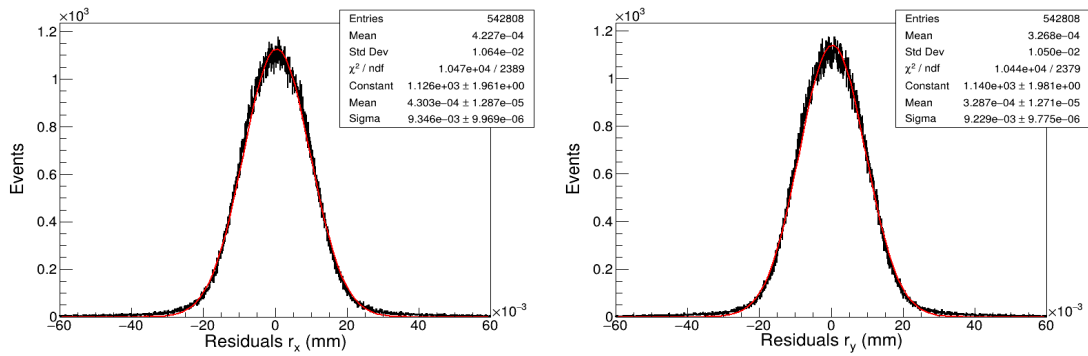 ×10³
Entries 542808
Mean 4.227e−04
Std Dev 1.064e−02
χ² / ndf 1.047e+04 / 2389
Constant 1.126e+03 ± 1.961e+00
Mean 4.303e−04 ± 1.287e−05
Sigma 9.346e−03 ± 9.969e−06
1.2
1
0.8
0.6
0.4
0.2
0
Events
−60 −40 −20 0 20 40 60
×10⁻³
Residuals rₓ (mm)
×10³
Entries 542808
Mean 3.268e−04
Std Dev 1.050e−02
χ² / ndf 1.044e+04 / 2379
Constant 1.140e+03 ± 1.981e+00
Mean 3.287e−04 ± 1.271e−05
Sigma 9.229e−03 ± 9.775e−06
1.2
1
0.8
0.6
0.4
0.2
0
Events
−60 −40 −20 0 20 40 60
×10⁻³
Residuals r_y (mm)